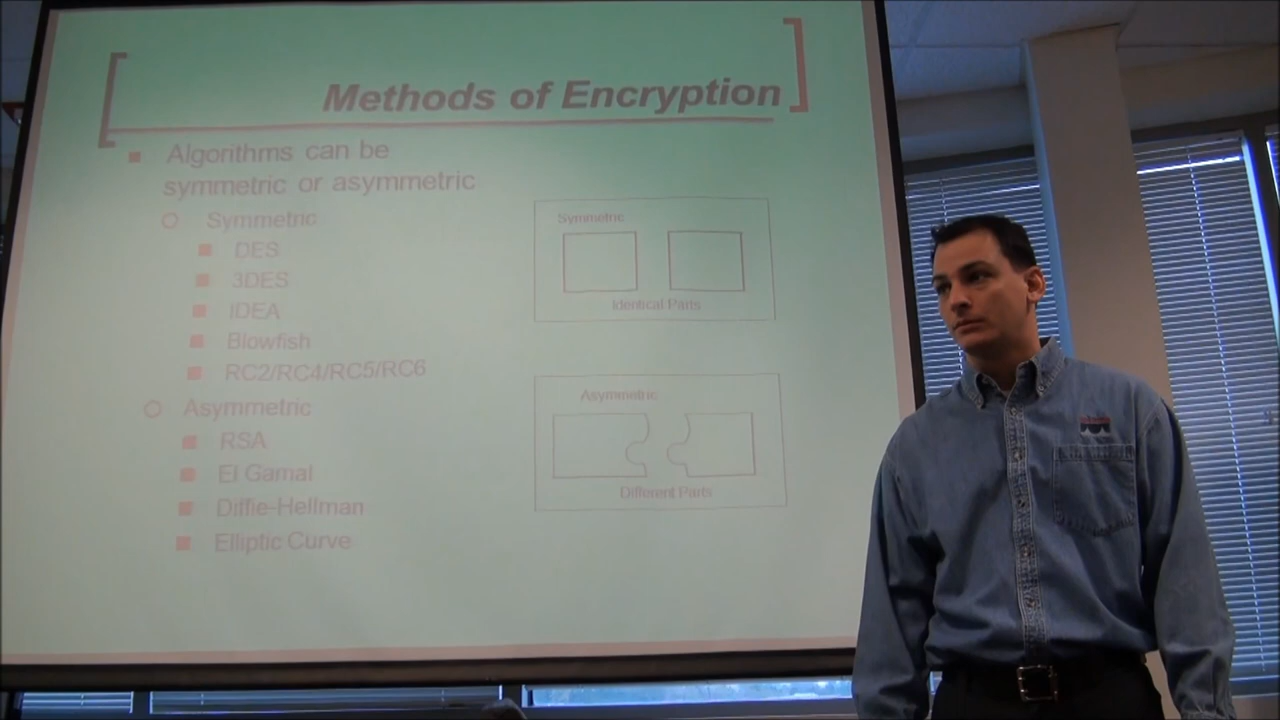 Methods of Encryption
Algorithms can be
symmetric or asymmetric
Symmetric
DES
3DES
IDEA
Blowfish
RC2/RC4/RC5/RC6
Asymmetric
RSA
El Gamal
Diffie-Hellman
Elliptic Curve
Symmetric
Identical Parts
Asymmetric
Different Parts